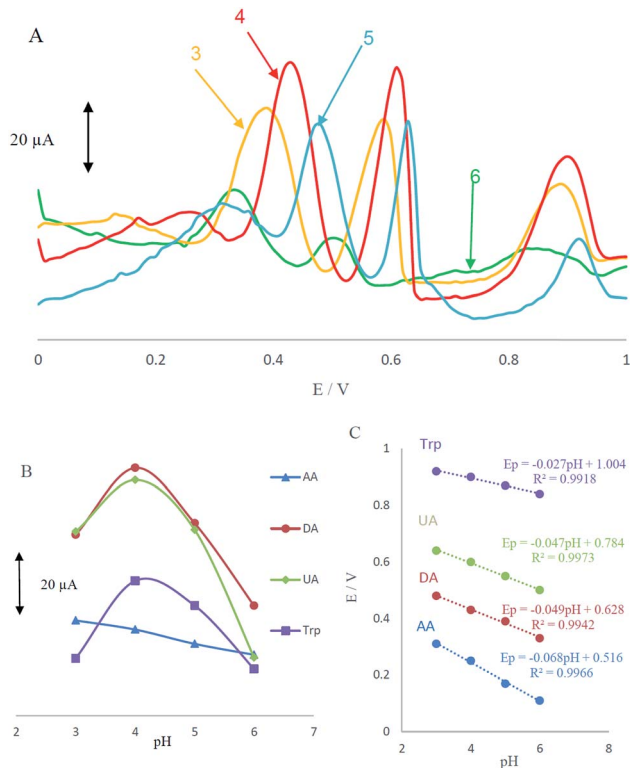 A
3
4
5
6
20 µA
0
0.2
0.4
0.6
0.8
1
E / V
B
AA
DA
UA
Trp
20 µA
2
3
4
5
6
7
pH
C
E / V
1
0.8
0.6
0.4
0.2
0
Trp
Ep = -0.027pH + 1.004
R² = 0.9918
UA
Ep = -0.047pH + 0.784
R² = 0.9973
DA
Ep = -0.049pH + 0.628
R² = 0.9942
AA
Ep = -0.068pH + 0.516
R² = 0.9966
2
4
6
8
pH